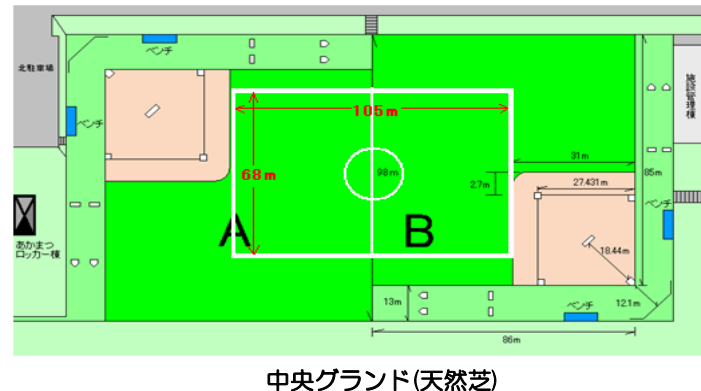 ベンチ
北駐車場
施設管理棟
105m
ベンチ
31m
98m
85m
68m
2.7m
27.431m
ベンチ
A
B
あかまつ
ロッカー棟
18.44m
13m
ベンチ
12.1m
86m
中央グランド(天然芝)